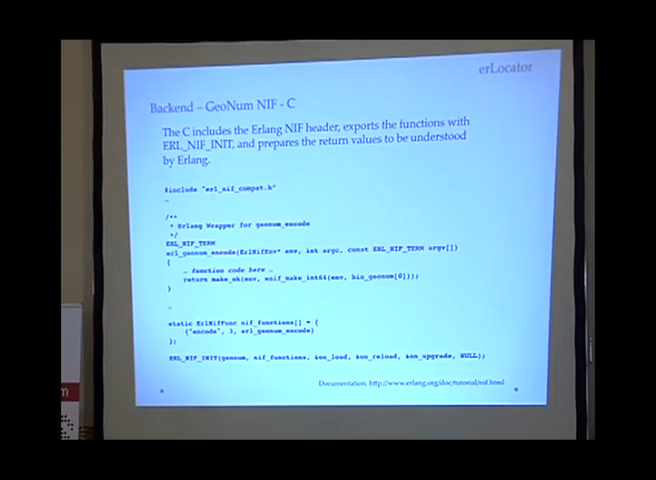 erLocator
Backend – GeoNum NIF - C
The C includes the Erlang NIF header, exports the functions with
ERL_NIF_INIT, and prepares the return values to be understood
by Erlang.
#include "erl_nif_compat.h"
…
/**
* Erlang Wrapper for geonum_encode
*/
ERL_NIF_TERM
erl_geonum_encode(ErlNifEnv* env, int argc, const ERL_NIF_TERM argv[])
{
… function code here …
return make_ok(env, enif_make_int64(env, bin_geonum[0]));
}
…
static ErlNifFunc nif_functions[] = {
{"encode", 3, erl_geonum_encode}
};
ERL_NIF_INIT(geonum, nif_functions, &on_load, &on_reload, &on_upgrade, NULL);
Documentation: http://www.erlang.org/doc/tutorial/nif.html
m